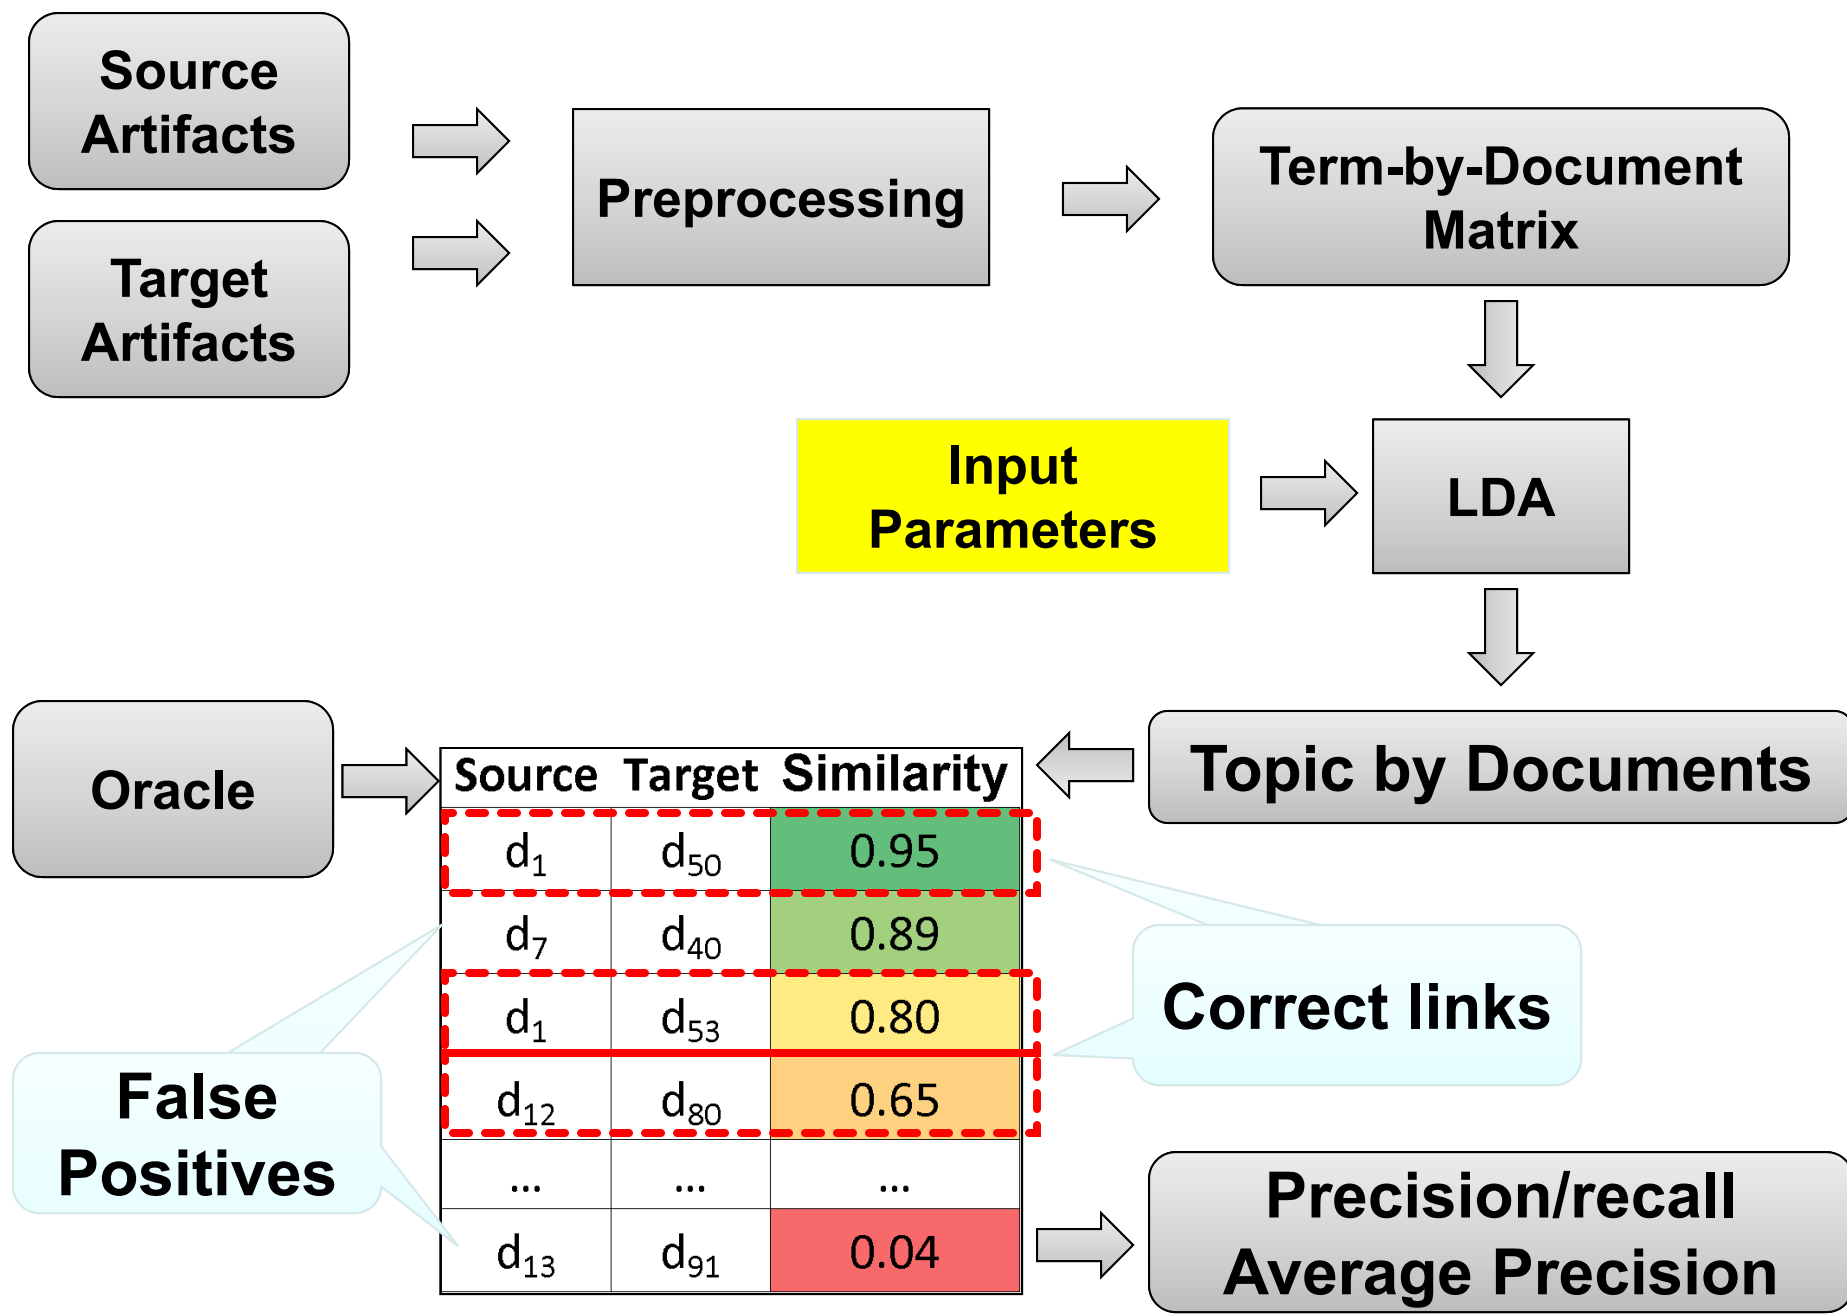 Source
Artifacts
Target
Artifacts
Preprocessing
Term-by-Document
Matrix
Input
Parameters
LDA
Oracle
Source Target Similarity
d1 d50 0.95
d7 d40 0.89
d1 d53 0.80
d12 d80 0.65
... ... ...
d13 d91 0.04
Topic by Documents
Correct links
False
Positives
Precision/recall
Average Precision